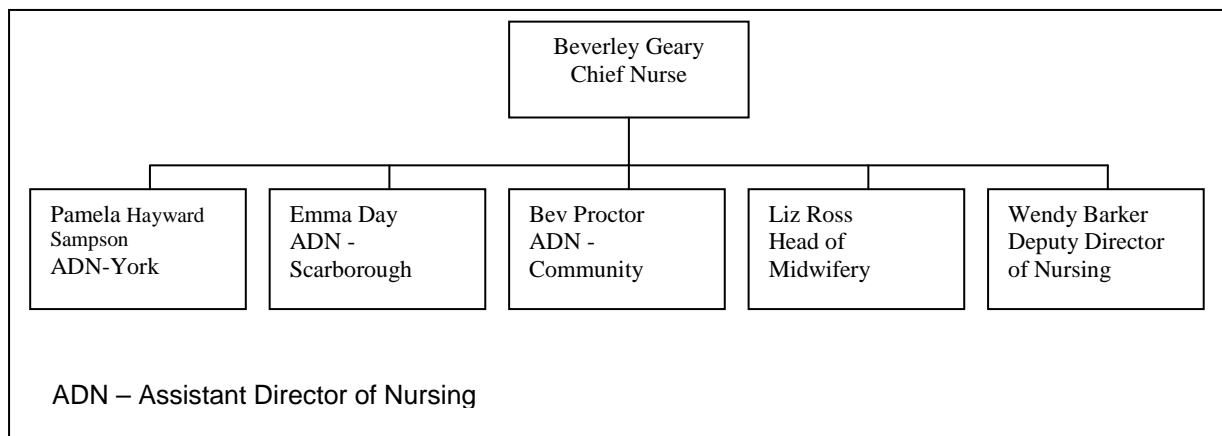 Beverley Geary
Chief Nurse
Pamela Hayward
Sampson
ADN-York
Emma Day
ADN -
Scarborough
Bev Proctor
ADN -
Community
Liz Ross
Head of
Midwifery
Wendy Barker
Deputy Director
of Nursing
ADN – Assistant Director of Nursing